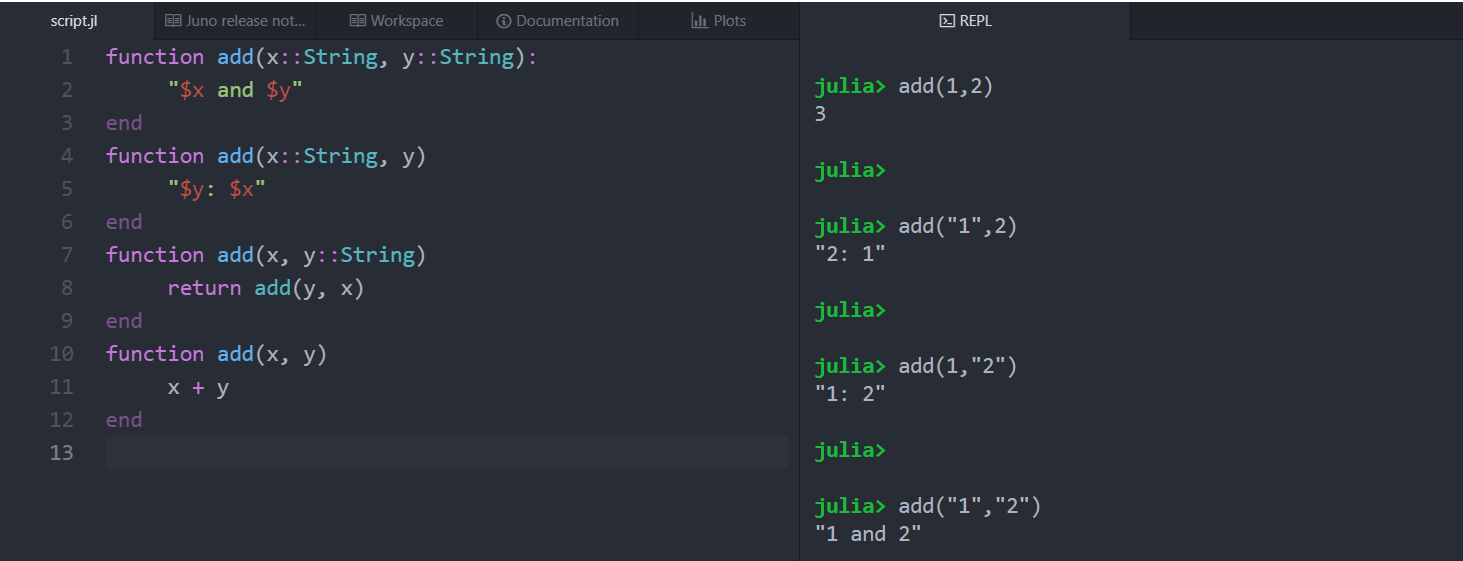 script.jl Juno release not... Workspace Documentation Plots
1 function add(x::String, y::String):
2 "$x and $y"
3 end
4 function add(x::String, y)
5 "$y: $x"
6 end
7 function add(x, y::String)
8 return add(y, x)
9 end
10 function add(x, y)
11 x + y
12 end
13
REPL
julia> add(1,2)
3
julia>
julia> add("1",2)
"2: 1"
julia>
julia> add(1,"2")
"1: 2"
julia>
julia> add("1","2")
"1 and 2"